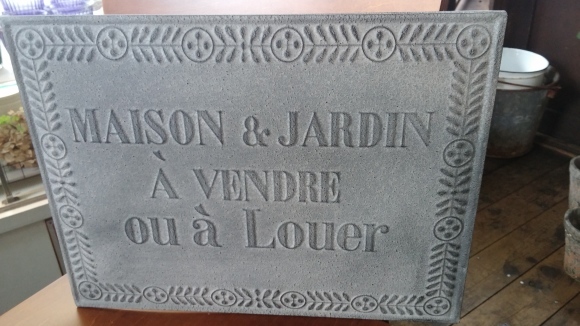 MAISON & JARDIN
À VENDRE
ou à Louer